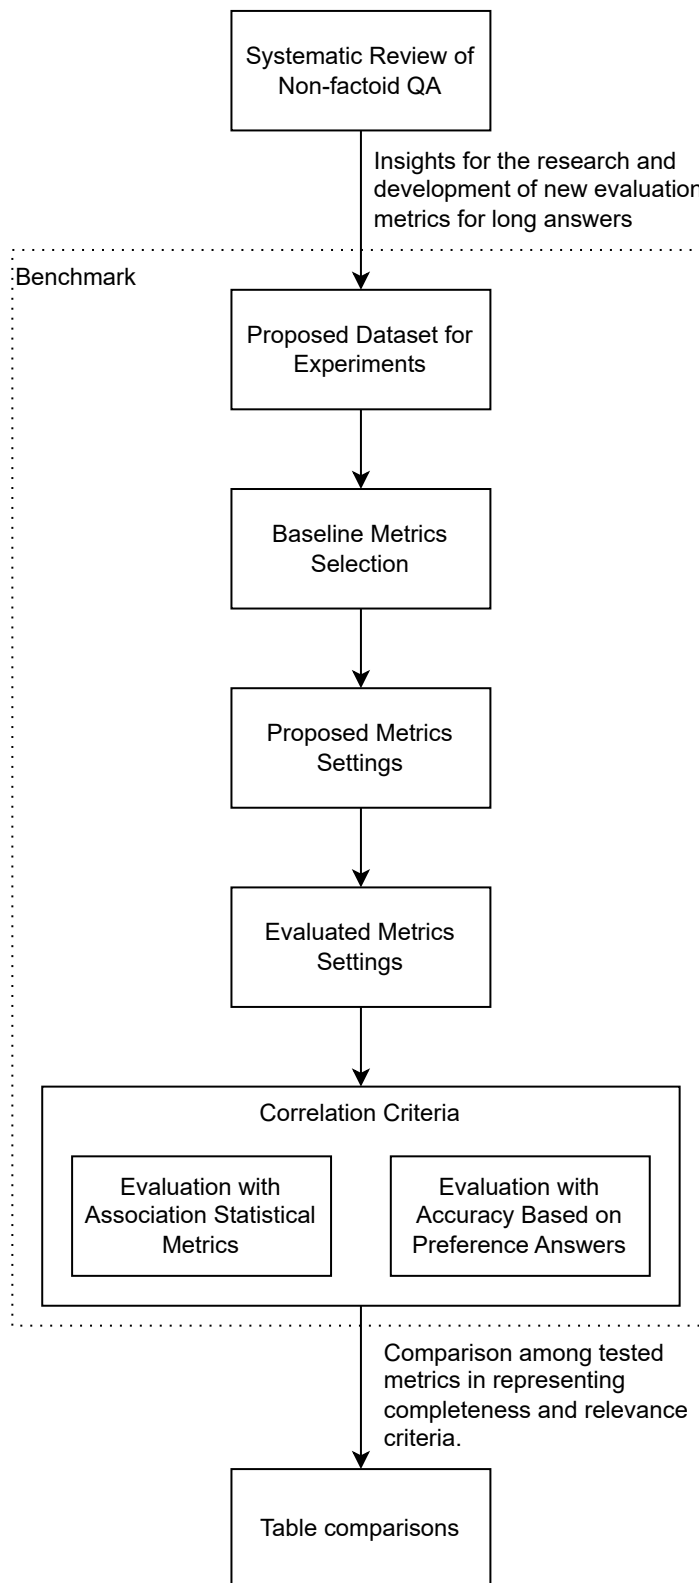 Systematic Review of
Non-factoid QA
Insights for the research and
development of new evaluation
metrics for long answers
Benchmark
Proposed Dataset for
Experiments
Baseline Metrics
Selection
Proposed Metrics
Settings
Evaluated Metrics
Settings
Correlation Criteria
Evaluation with
Association Statistical
Metrics
Evaluation with
Accuracy Based on
Preference Answers
Comparison among tested
metrics in representing
completeness and relevance
criteria.
Table comparisons